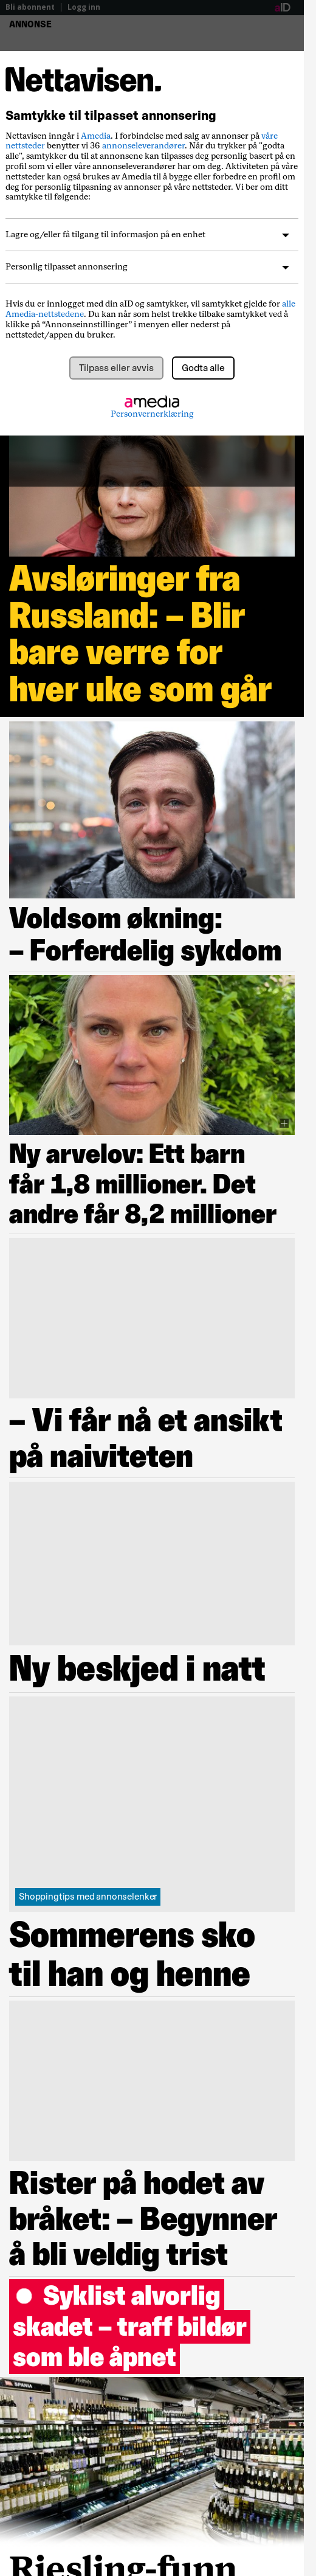 Bli abonnent | Logg inn
aID
ANNONSE
Nettavisen.
Samtykke til tilpasset annonsering
Nettavisen inngår i Amedia. I forbindelse med salg av annonser på våre
nettsteder benytter vi 36 annonseleverandører. Når du trykker på "godta
alle", samtykker du til at annonsene kan tilpasses deg personlig basert på en
profil som vi eller våre annonseleverandører har om deg. Aktiviteten på våre
nettsteder kan også brukes av Amedia til å bygge eller forbedre en profil om
deg for personlig tilpasning av annonser på våre nettsteder. Vi ber om ditt
samtykke til følgende:
Lagre og/eller få tilgang til informasjon på en enhet
Personlig tilpasset annonsering
Hvis du er innlogget med din aID og samtykker, vil samtykket gjelde for alle
Amedia-nettstedene. Du kan når som helst trekke tilbake samtykket ved å
klikke på “Annonseinnstillinger” i menyen eller nederst på
nettstedet/appen du bruker.
Tilpass eller avvis Godta alle
amedia
Personvernerklæring
Avsløringer fra
Russland: – Blir
bare verre for
hver uke som går
Voldsom økning:
– Forferdelig sykdom
Ny arvelov: Ett barn
får 1,8 millioner. Det
andre får 8,2 millioner
– Vi får nå et ansikt
på naiviteten
Ny beskjed i natt
Shoppingtips med annonselenker
Sommerens sko
til han og henne
Rister på hodet av
bråket: – Begynner
å bli veldig trist
Syklist alvorlig
skadet – traff bildør
som ble åpnet
SPANIA
Riesling-funn